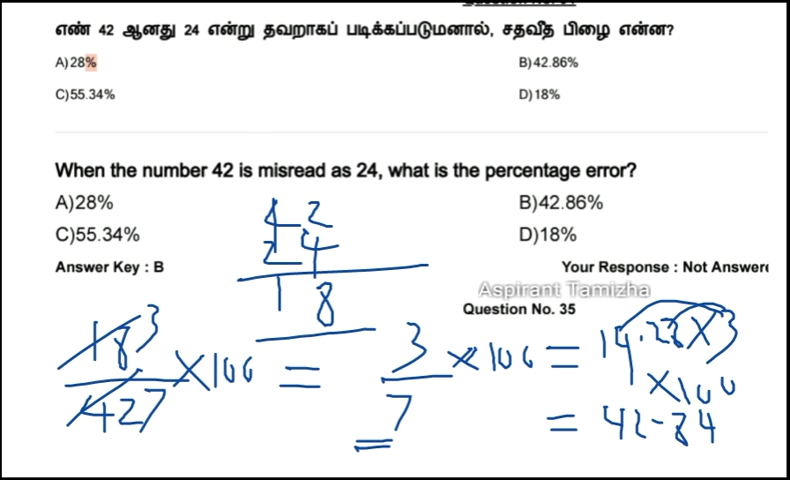 எண் 42 ஆனது 24 என்று தவறாகப் படிக்கப்படுமானால், சதவீத பிழை என்ன?
A)28% B)42.86%
C)55.34% D)18%
When the number 42 is misread as 24, what is the percentage error?
A)28% B)42.86%
C)55.34% D)18%
Answer Key : B Your Response : Not Answere
Aspirant Tamizha
Question No. 35
42
24
18
18 3 / 42 7 × 100 = 3/7 × 100 = 14.28 × 3
× 100
= 42-84